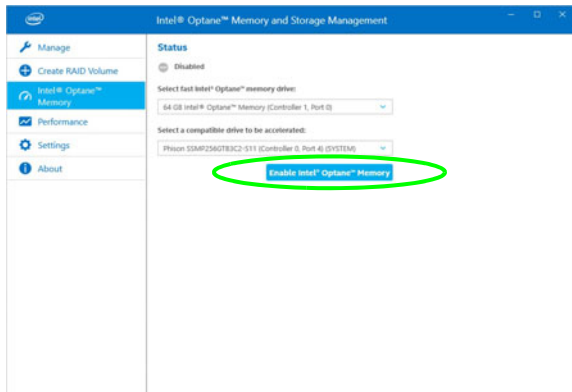 intel
Intel® Optane™ Memory and Storage Management
Manage
Create RAID Volume
Intel® Optane™
Memory
Performance
Settings
About
Status
Disabled
Select fast Intel® Optane™ memory drive:
64 GB Intel® Optane™ Memory (Controller 1, Port 0)
Select a compatible drive to be accelerated:
Phison SSMP256GTB3C2-S11 (Controller 0, Port 4) (SYSTEM)
Enable Intel® Optane™ Memory